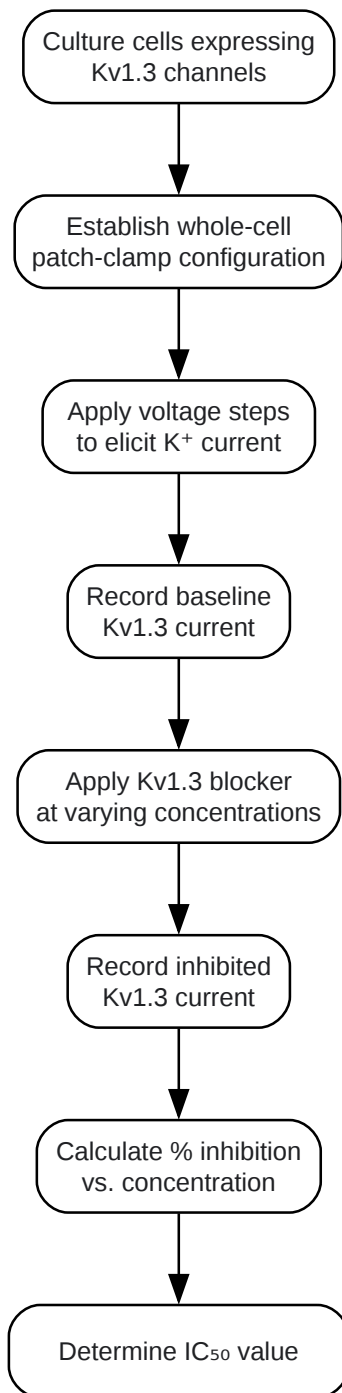 Culture cells expressing
Kv1.3 channels
Establish whole-cell
patch-clamp configuration
Apply voltage steps
to elicit K⁺ current
Record baseline
Kv1.3 current
Apply Kv1.3 blocker
at varying concentrations
Record inhibited
Kv1.3 current
Calculate % inhibition
vs. concentration
Determine IC₅₀ value